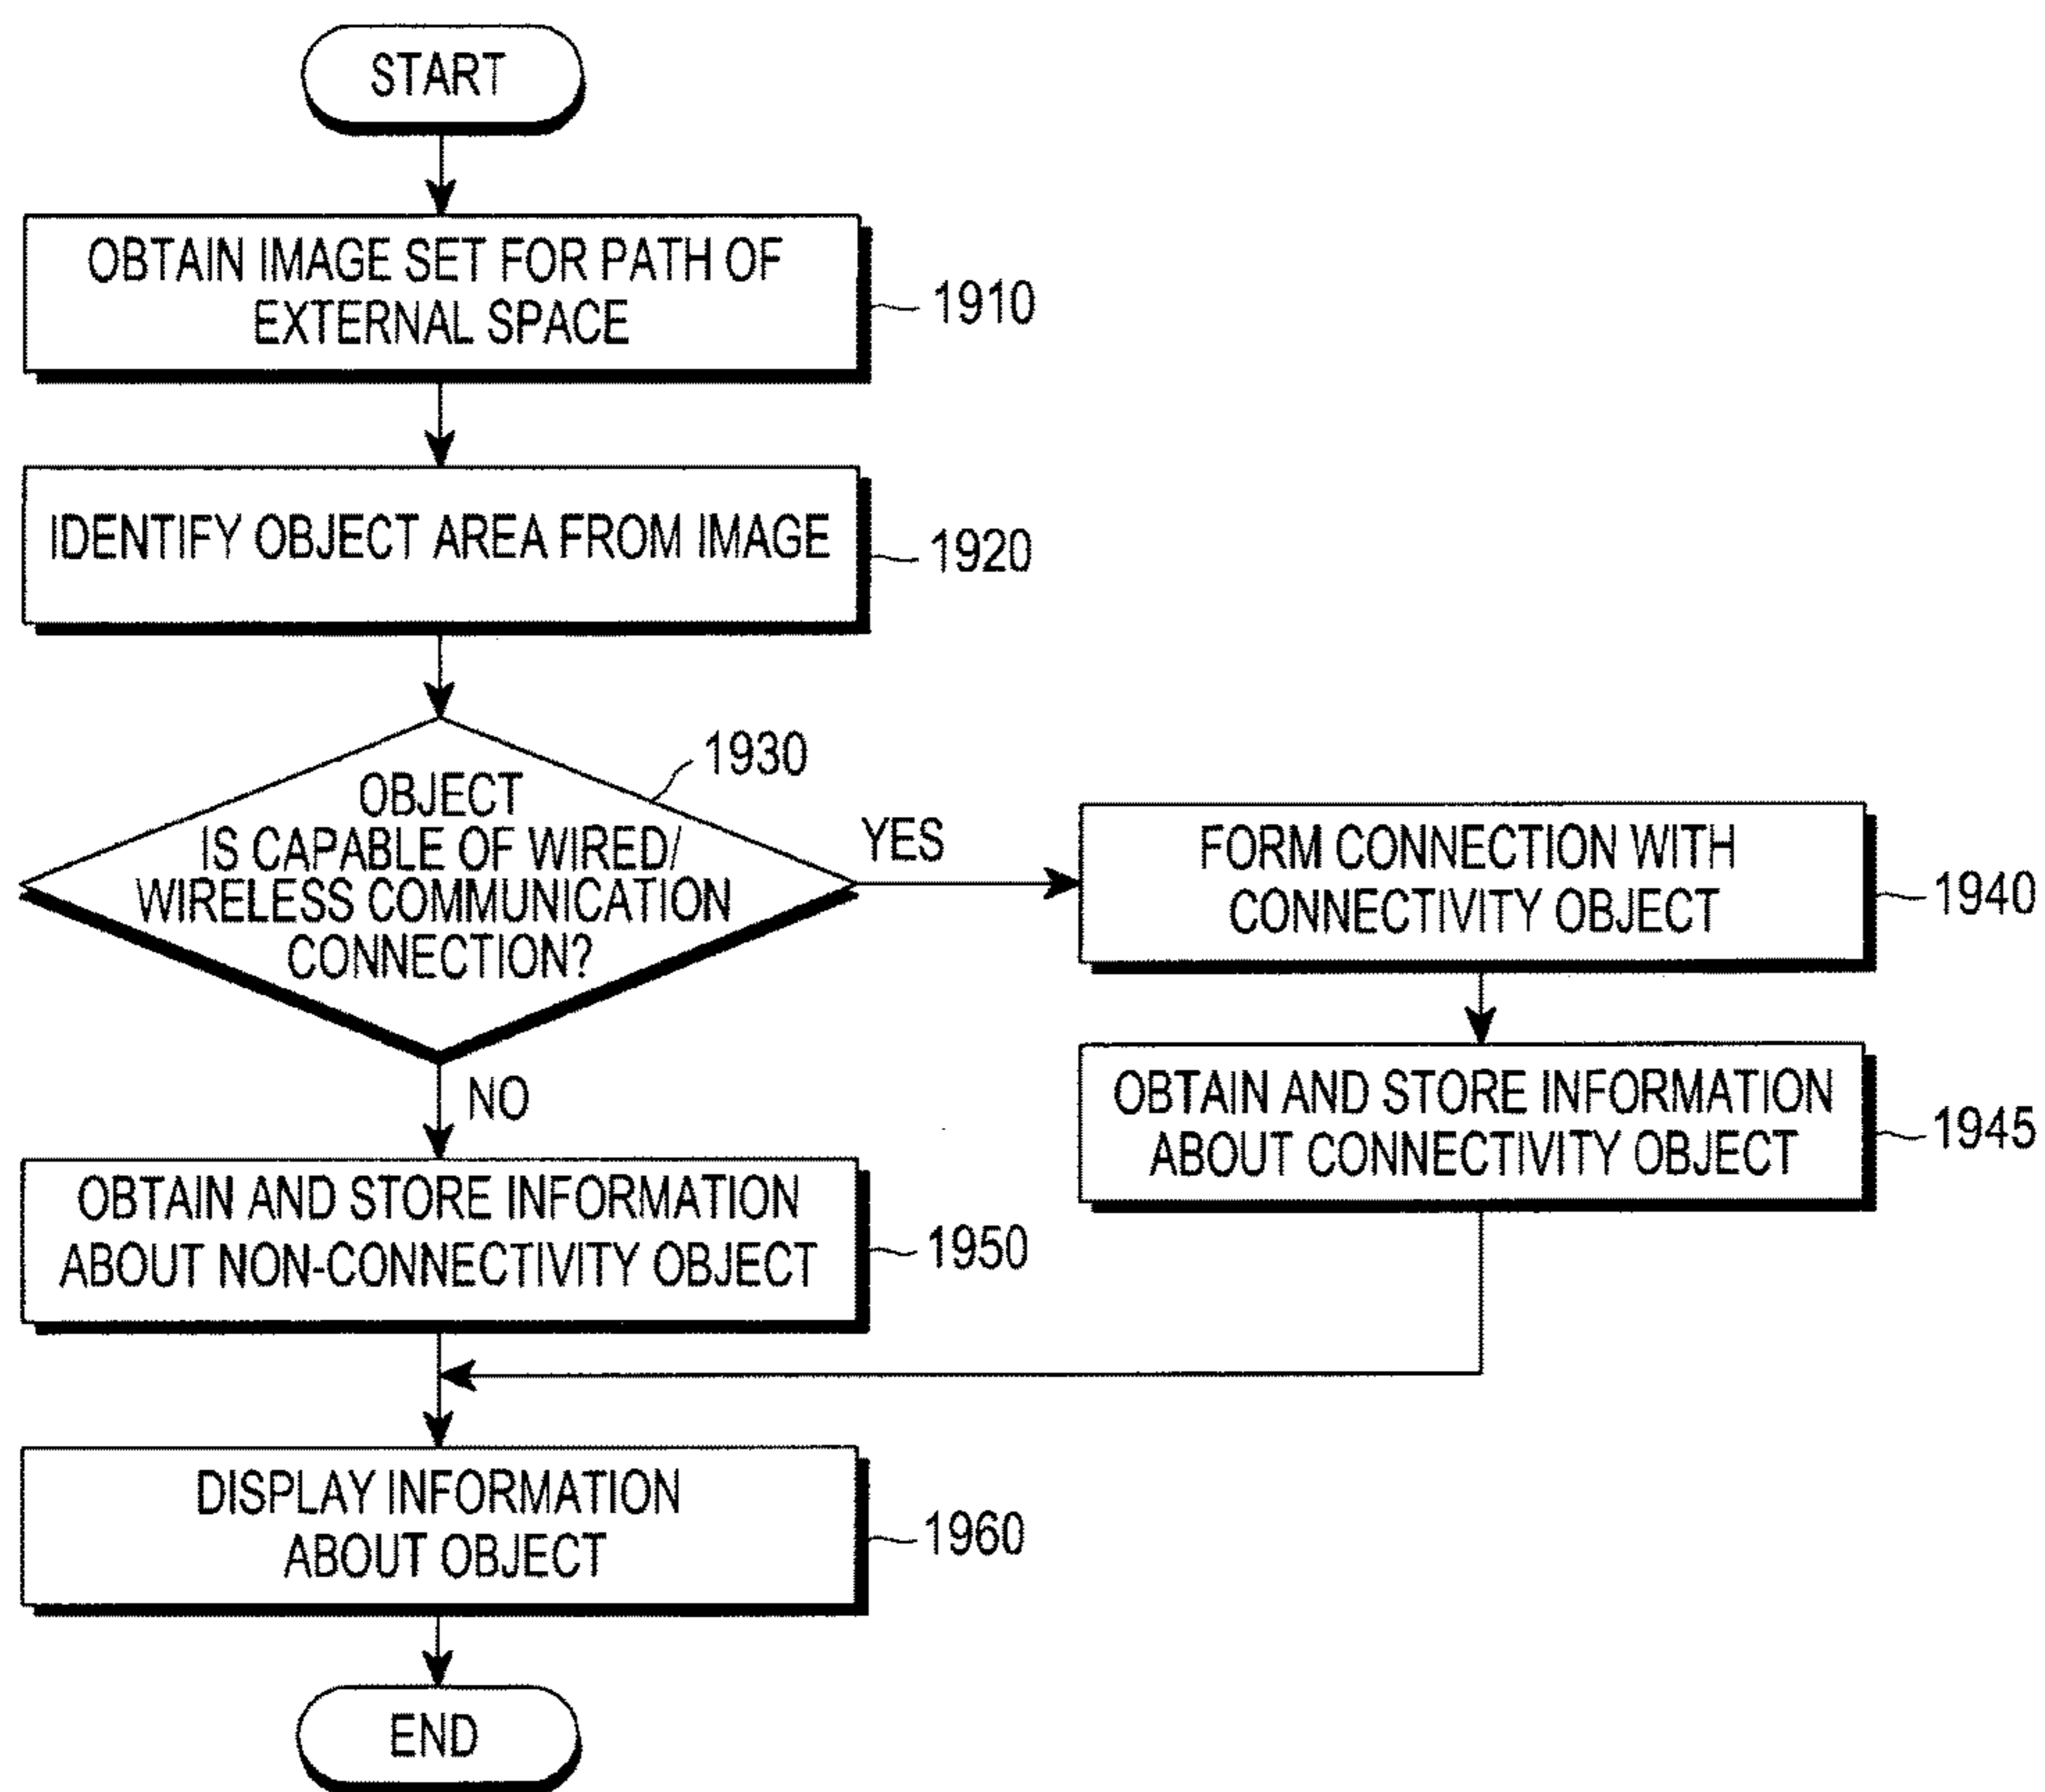 START
OBTAIN IMAGE SET FOR PATH OF
EXTERNAL SPACE
1910
IDENTIFY OBJECT AREA FROM IMAGE
1920
1930
OBJECT
IS CAPABLE OF WIRED/
WIRELESS COMMUNICATION
CONNECTION?
YES
FORM CONNECTION WITH
CONNECTIVITY OBJECT
1940
OBTAIN AND STORE INFORMATION
ABOUT CONNECTIVITY OBJECT
1945
NO
OBTAIN AND STORE INFORMATION
ABOUT NON-CONNECTIVITY OBJECT
1950
DISPLAY INFORMATION
ABOUT OBJECT
1960
END